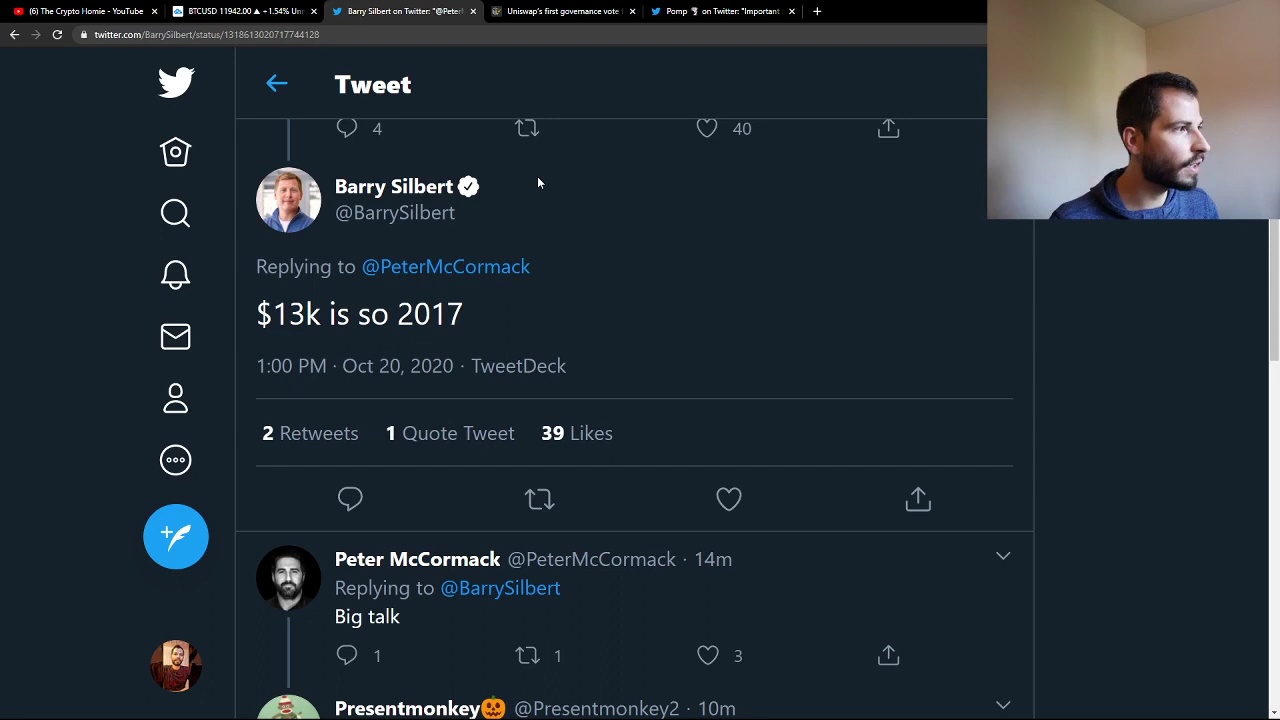 (6) The Crypto Homie - YouTube
BTCUSD 11942.00 ▲ +1.54% Unn
Barry Silbert on Twitter: "@Peter
Uniswap's first governance vote
Pomp on Twitter: "Important
twitter.com/BarrySilbert/status/1318613020717744128
Tweet
4 40
Barry Silbert
@BarrySilbert
Replying to @PeterMcCormack
$13k is so 2017
1:00 PM · Oct 20, 2020 · TweetDeck
2 Retweets 1 Quote Tweet 39 Likes
Peter McCormack @PeterMcCormack · 14m
Replying to @BarrySilbert
Big talk
1 1 3
Presentmonkey🎃 @Presentmonkey2 · 10m